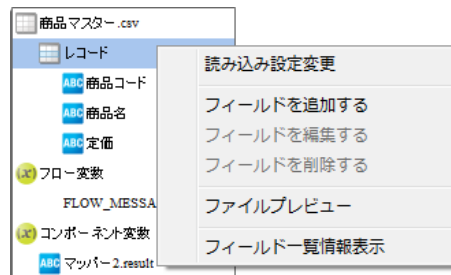 商品マスター.csv
レコード
ABC 商品コード
ABC 商品名
ABC 定価
(x) フロー変数
FLOW_MESSA
(x) コンポーネント変数
ABC マッパー2.result
読み込み設定変更
フィールドを追加する
フィールドを編集する
フィールドを削除する
ファイルプレビュー
フィールド一覧情報表示